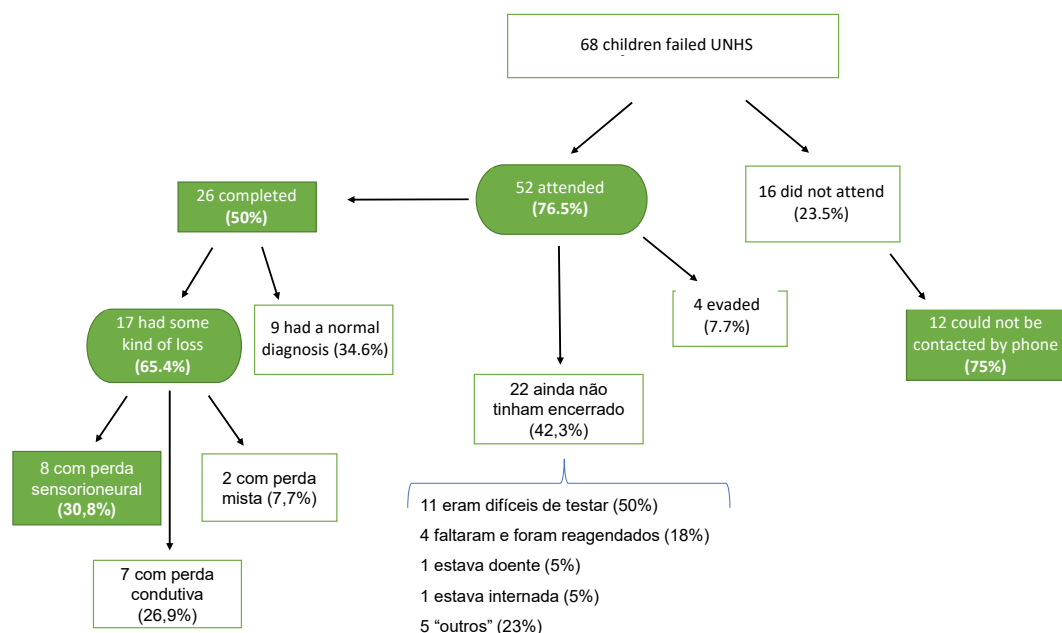 68 children failed UNHS
52 attended
(76.5%)
16 did not attend
(23.5%)
26 completed
(50%)
4 evaded
(7.7%)
12 could not be
contacted by phone
(75%)
17 had some
kind of loss
(65.4%)
9 had a normal
diagnosis (34.6%)
22 ainda não
tinham encerrado
(42,3%)
8 com perda
sensorioneural
(30,8%)
2 com perda
mista (7,7%)
7 com perda
condutiva
(26,9%)
11 eram difíceis de testar (50%)
4 faltaram e foram reagendados (18%)
1 estava doente (5%)
1 estava internada (5%)
5 “outros” (23%)